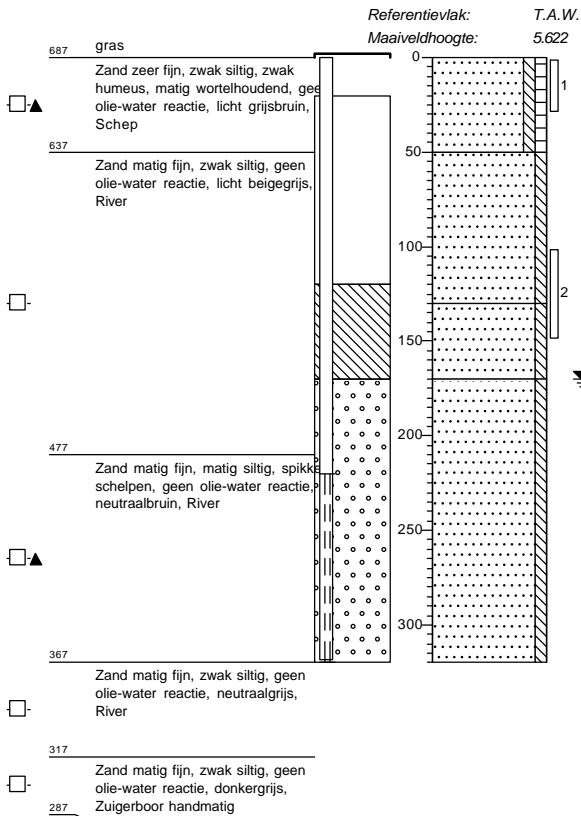 Referentievlak: T.A.W.
Maaiveldhoogte: 5.622
687 gras
Zand zeer fijn, zwak siltig, zwak
humeus, matig wortelhoudend, gee
olie-water reactie, licht grijsbruin,
Schep
637
Zand matig fijn, zwak siltig, geen
olie-water reactie, licht beigegrijs,
River
477
Zand matig fijn, matig siltig, spikke
schelpen, geen olie-water reactie,
neutraalbruin, River
367
Zand matig fijn, zwak siltig, geen
olie-water reactie, neutraalgrijs,
River
317
Zand matig fijn, zwak siltig, geen
olie-water reactie, donkergrijs,
287 Zuigerboor handmatig
0
50
100
150
200
250
300
1
2